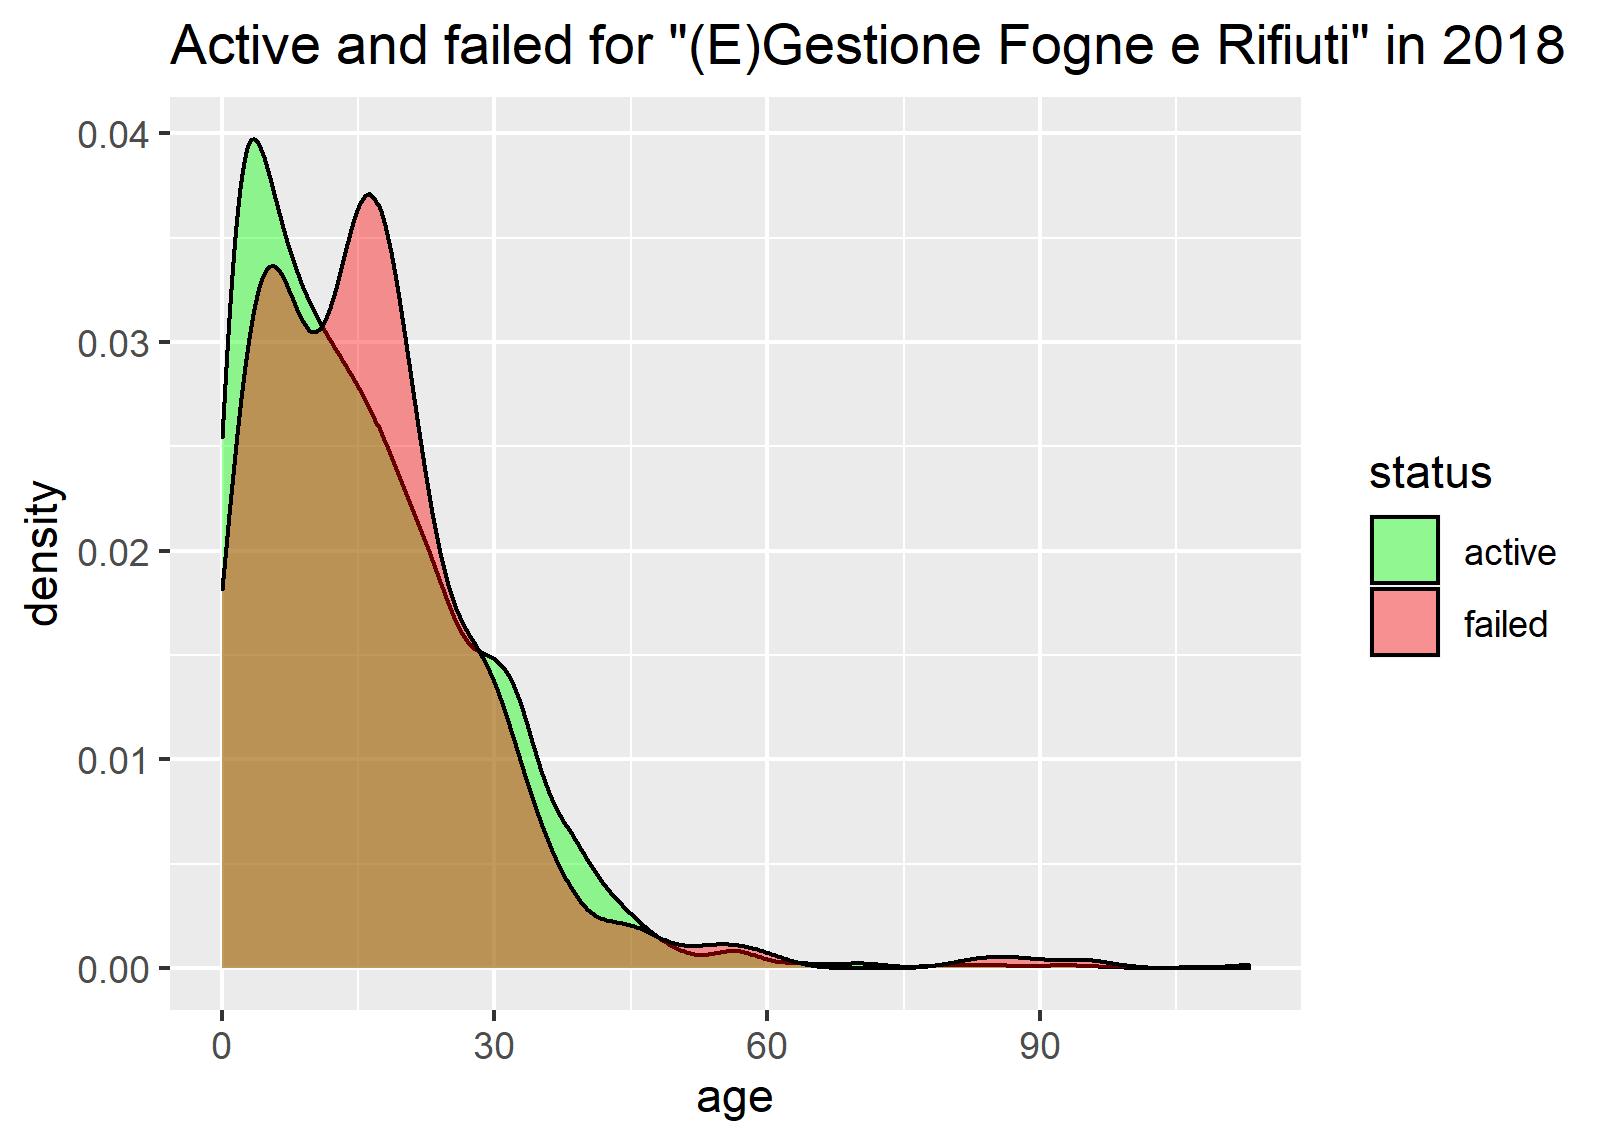 Active and failed for "(E)Gestione Fogne e Rifiuti" in 2018
0.04
0.03
0.02
0.01
0.00
density
0 30 60 90
age
status
active
failed